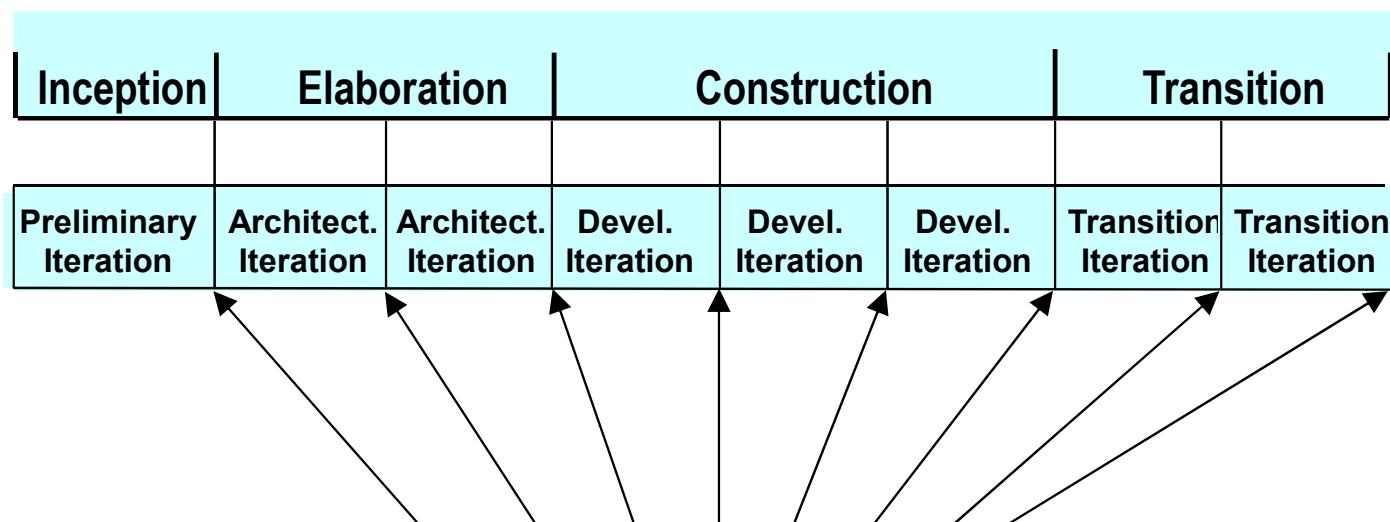 Inception Elaboration Construction Transition
Preliminary Architect. Architect. Devel. Devel. Devel. Transition Transition
Iteration Iteration Iteration Iteration Iteration Iteration Iteration Iteration